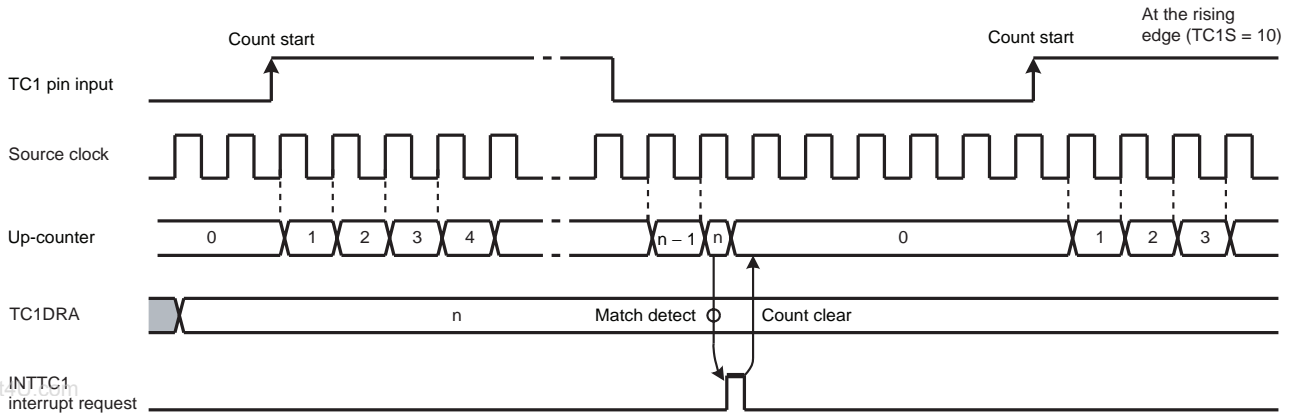 At the rising
edge (TC1S = 10)
Count start
Count start
TC1 pin input
Source clock
Up-counter
0 1 2 3 4 n – 1 n 0 1 2 3
TC1DRA
n
Match detect
Count clear
INTTC1
interrupt request